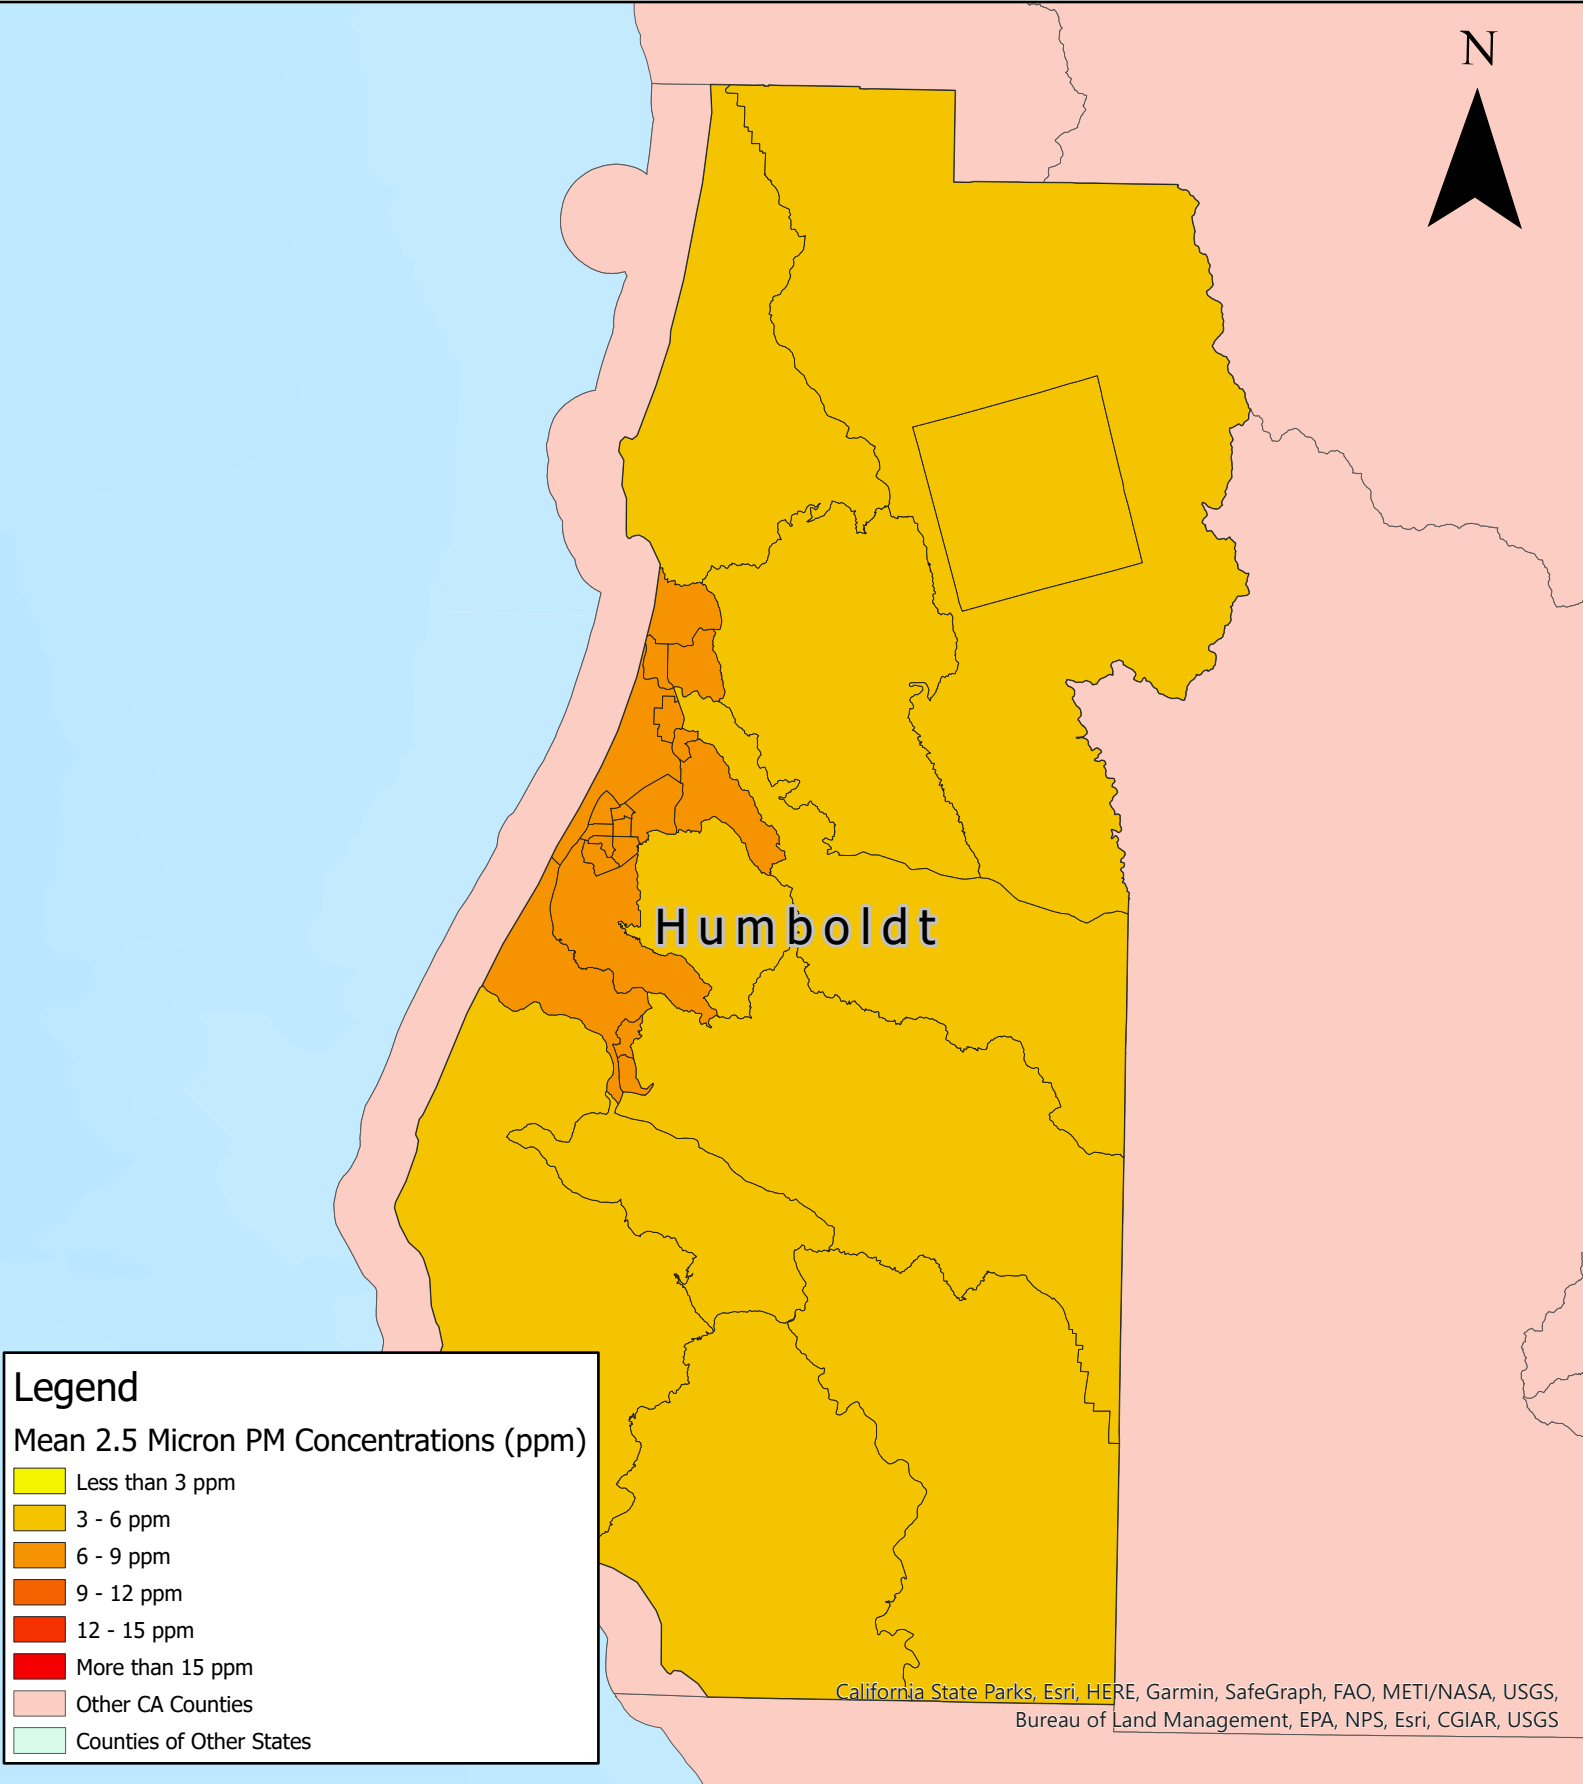 N
Humboldt
Legend
Mean 2.5 Micron PM Concentrations (ppm)
Less than 3 ppm
3 - 6 ppm
6 - 9 ppm
9 - 12 ppm
12 - 15 ppm
More than 15 ppm
Other CA Counties
Counties of Other States
California State Parks, Esri, HERE, Garmin, SafeGraph, FAO, METI/NASA, USGS,
Bureau of Land Management, EPA, NPS, Esri, CGIAR, USGS